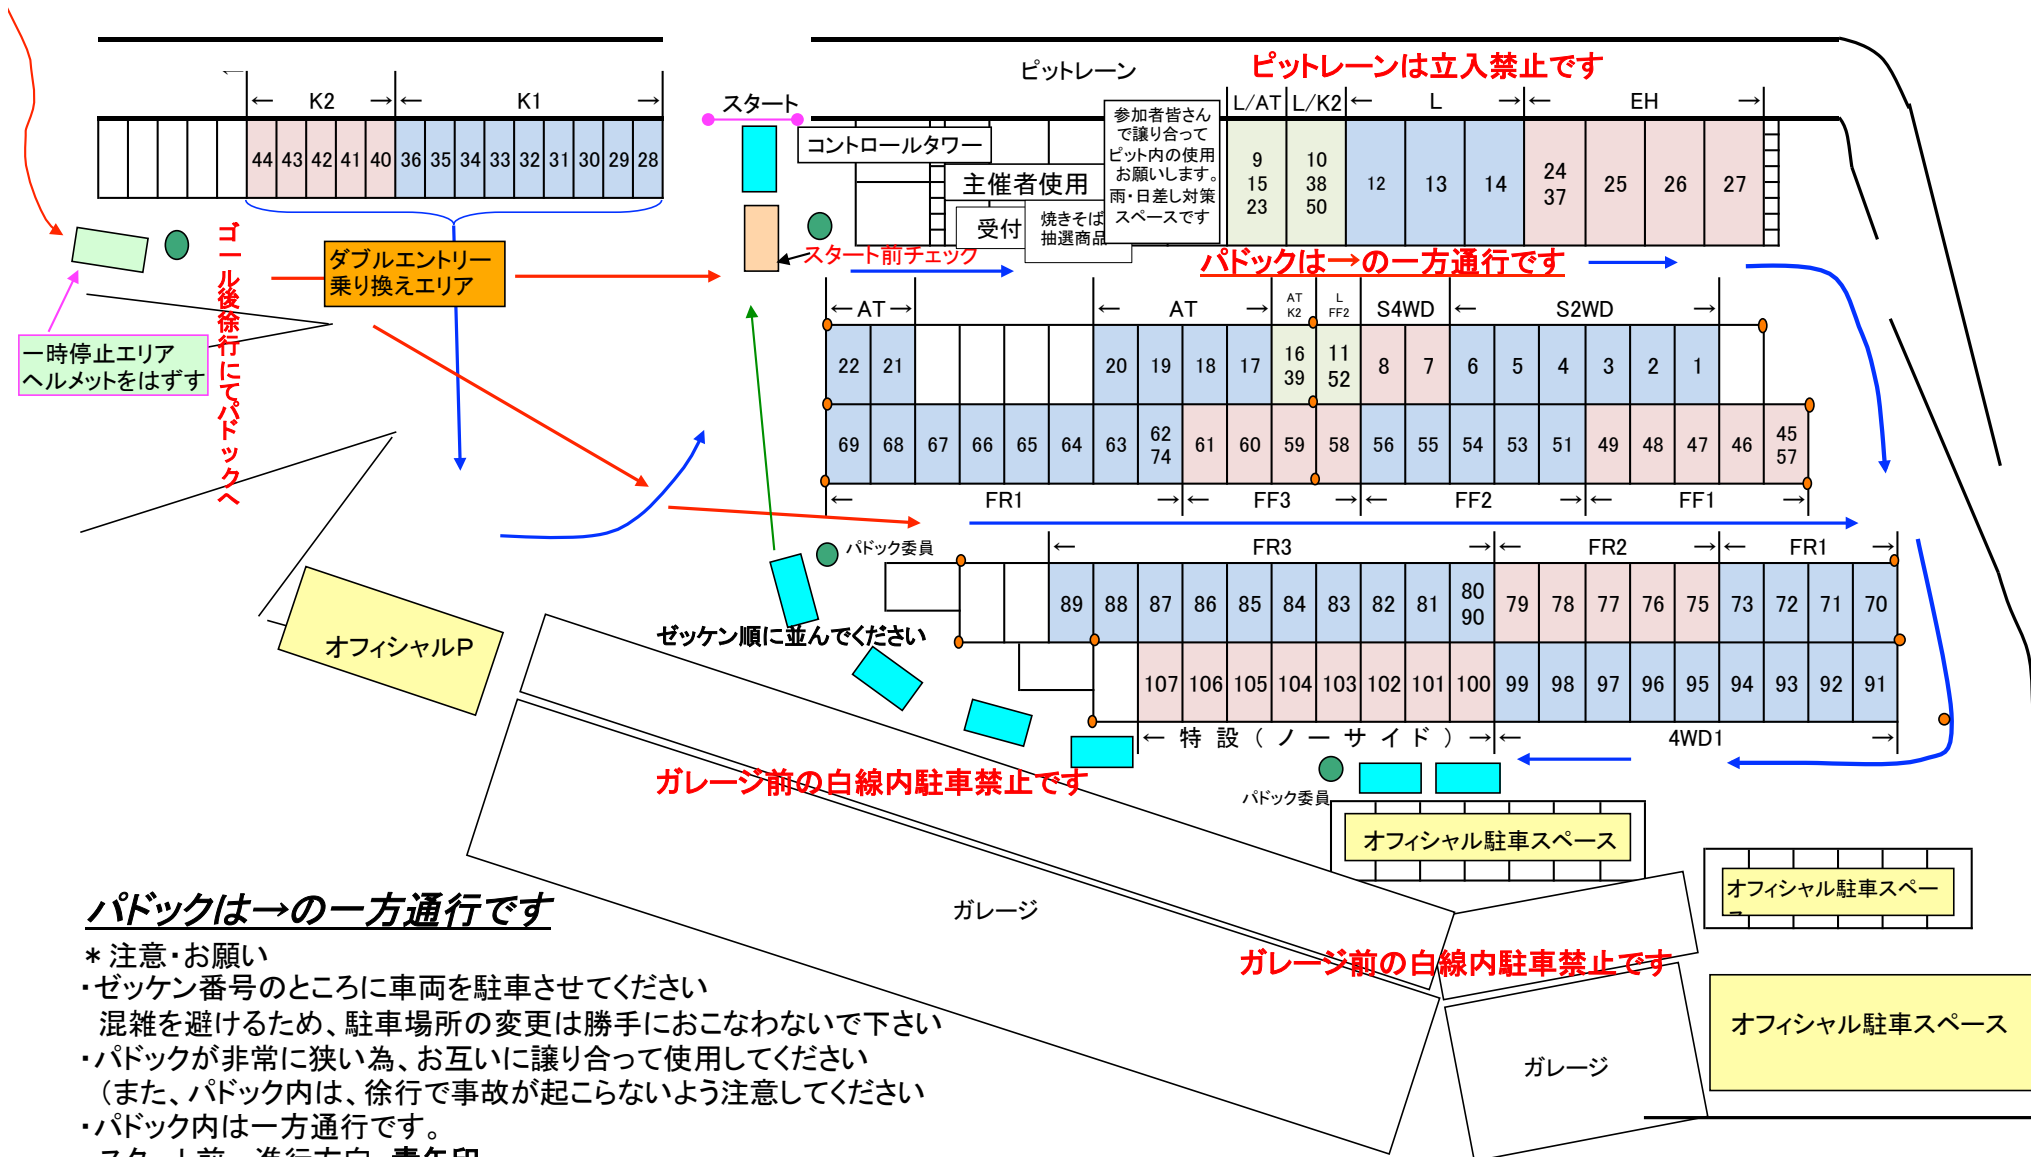 ピットレーン
ピットレーンは立入禁止です
← K2 →
← K1 →
スタート
L/AT
L/K2
← L →
← EH →
44 43 42 41 40 36 35 34 33 32 31 30 29 28
コントロールタワー
主催者使用
受付
焼きそば
抽選商品
参加者皆さん
で譲り合って
ピット内の使用
お願いします。
雨・日差し対策
スペースです
9
15
23
10
38
50
12
13
14
24
37
25
26
27
ゴール後徐行にてパドックへ
ダブルエントリー
乗り換えエリア
スタート前チェック
パドックは→の一方通行です
一時停止エリア
ヘルメットをはずす
←AT→
← AT →
AT
K2
L
FF2
S4WD
← S2WD →
22 21 20 19 18 17
16
39
11
52
8 7 6 5 4 3 2 1
69 68 67 66 65 64 63
62
74
61 60 59 58 56 55 54 53 51 49 48 47 46
45
57
← FR1 →
← FF3 →
← FF2 →
← FF1 →
パドック委員
← FR3 →
← FR2 →
← FR1 →
89 88 87 86 85 84 83 82 81
80
90
79 78 77 76 75 73 72 71 70
オフィシャルP
ゼッケン順に並んでください
107 106 105 104 103 102 101 100 99 98 97 96 95 94 93 92 91
← 特 設 ( ノ ー サ イ ド ) →
← 4WD1 →
ガレージ前の白線内駐車禁止です
パドック委員
オフィシャル駐車スペース
オフィシャル駐車スペー
ガレージ
ガレージ前の白線内駐車禁止です
オフィシャル駐車スペース
ガレージ
パドックは→の一方通行です
*注意・お願い
・ゼッケン番号のところに車両を駐車させてください
混雑を避けるため、駐車場所の変更は勝手におこなわないで下さい
・パドックが非常に狭い為、お互いに譲り合って使用してください
(また、パドック内は、徐行で事故が起こらないよう注意してください
・パドック内は一方通行です。